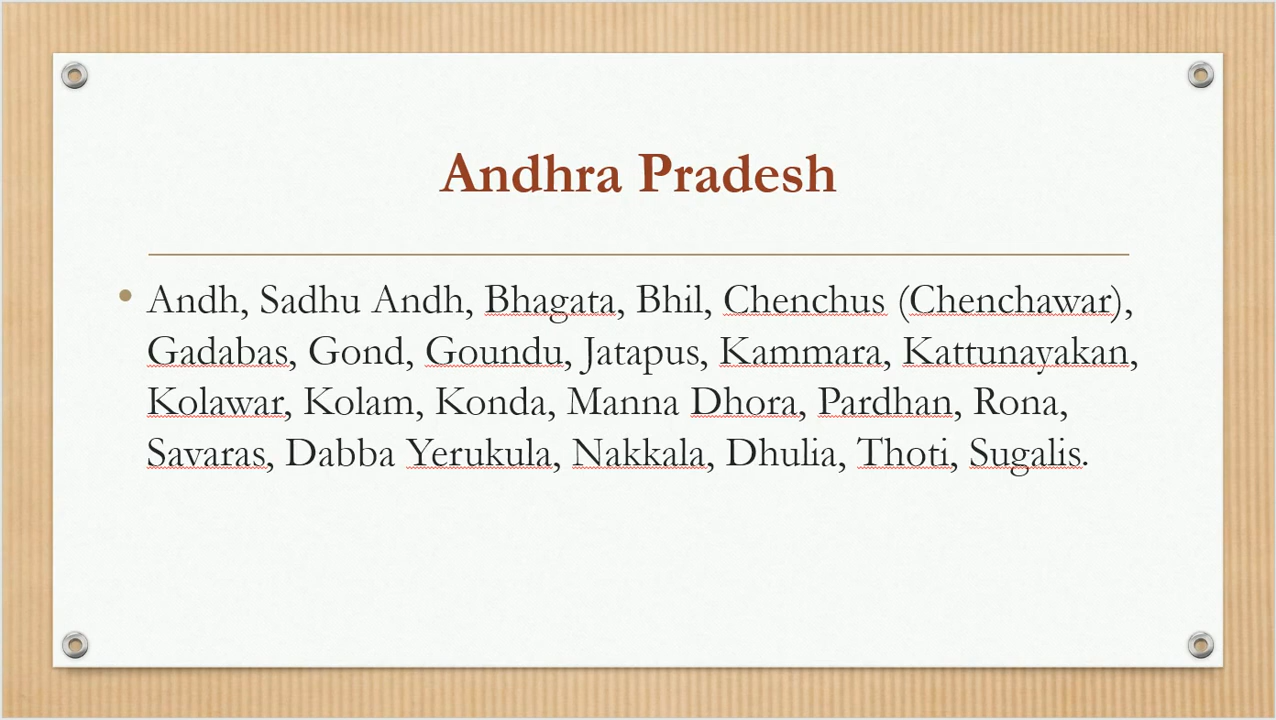 Andhra Pradesh
• Andh, Sadhu Andh, Bhagata, Bhil, Chenchus (Chenchawar),
Gadabas, Gond, Goundu, Jatapus, Kammara, Kattunayakan,
Kolawar, Kolam, Konda, Manna Dhora, Pardhan, Rona,
Savaras, Dabba Yerukula, Nakkala, Dhulia, Thoti, Sugalis.